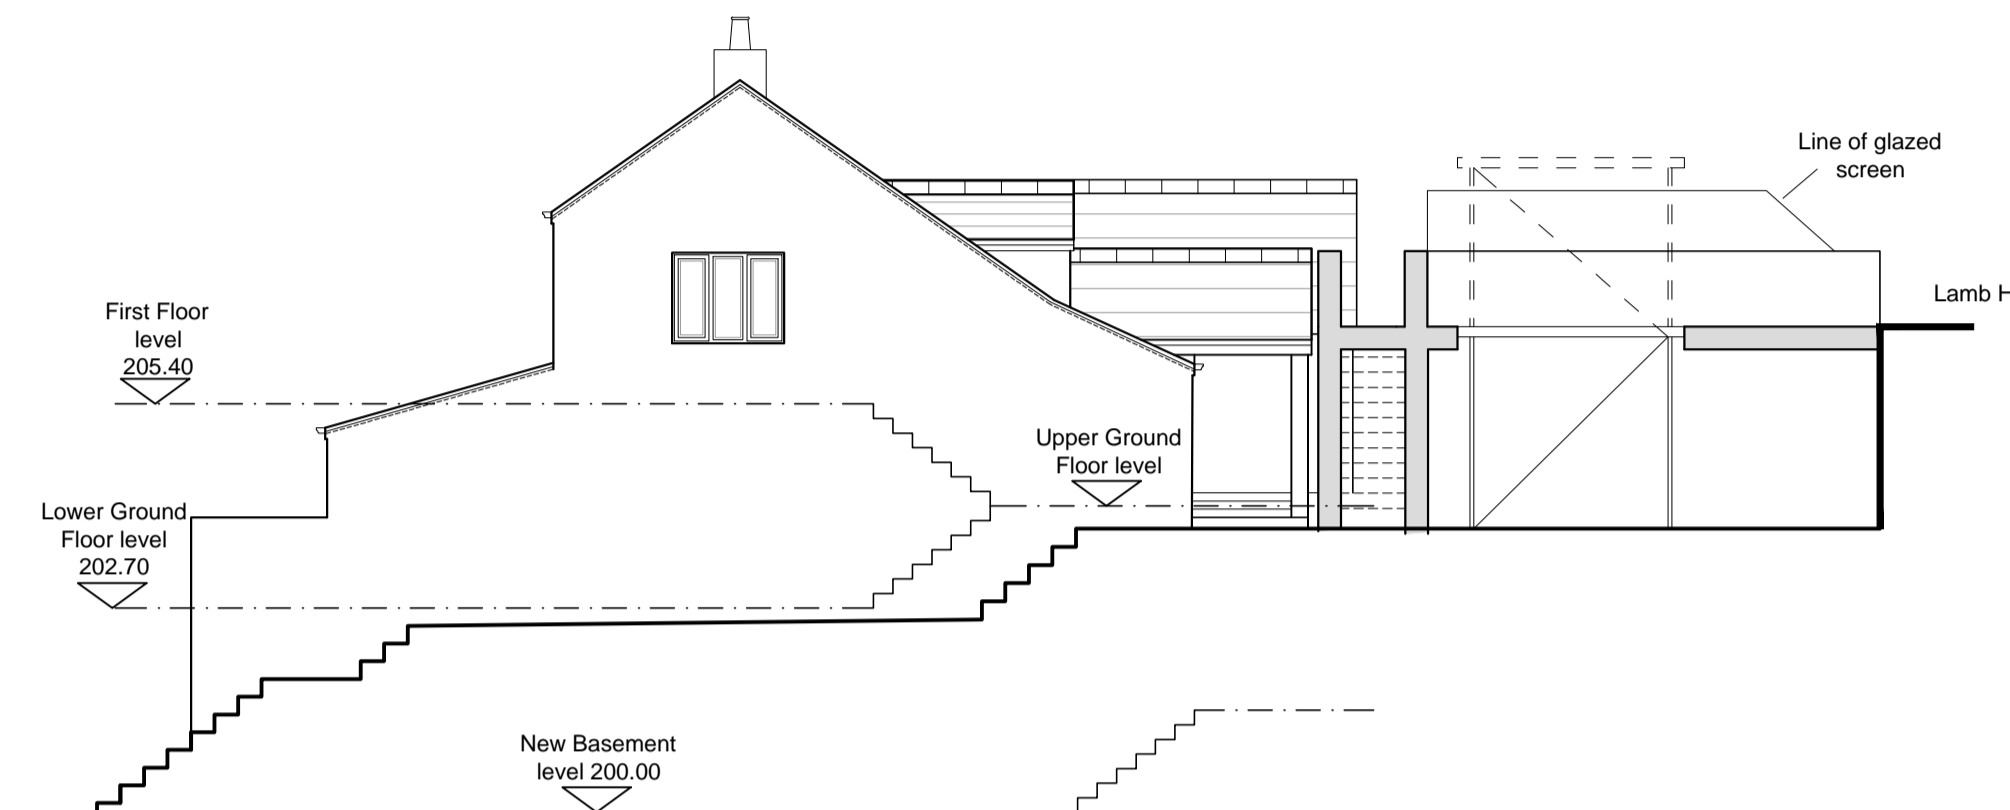 Line of glazed
screen
Lamb H
First Floor
level
205.40
Upper Ground
Floor level
Lower Ground
Floor level
202.70
New Basement
level 200.00